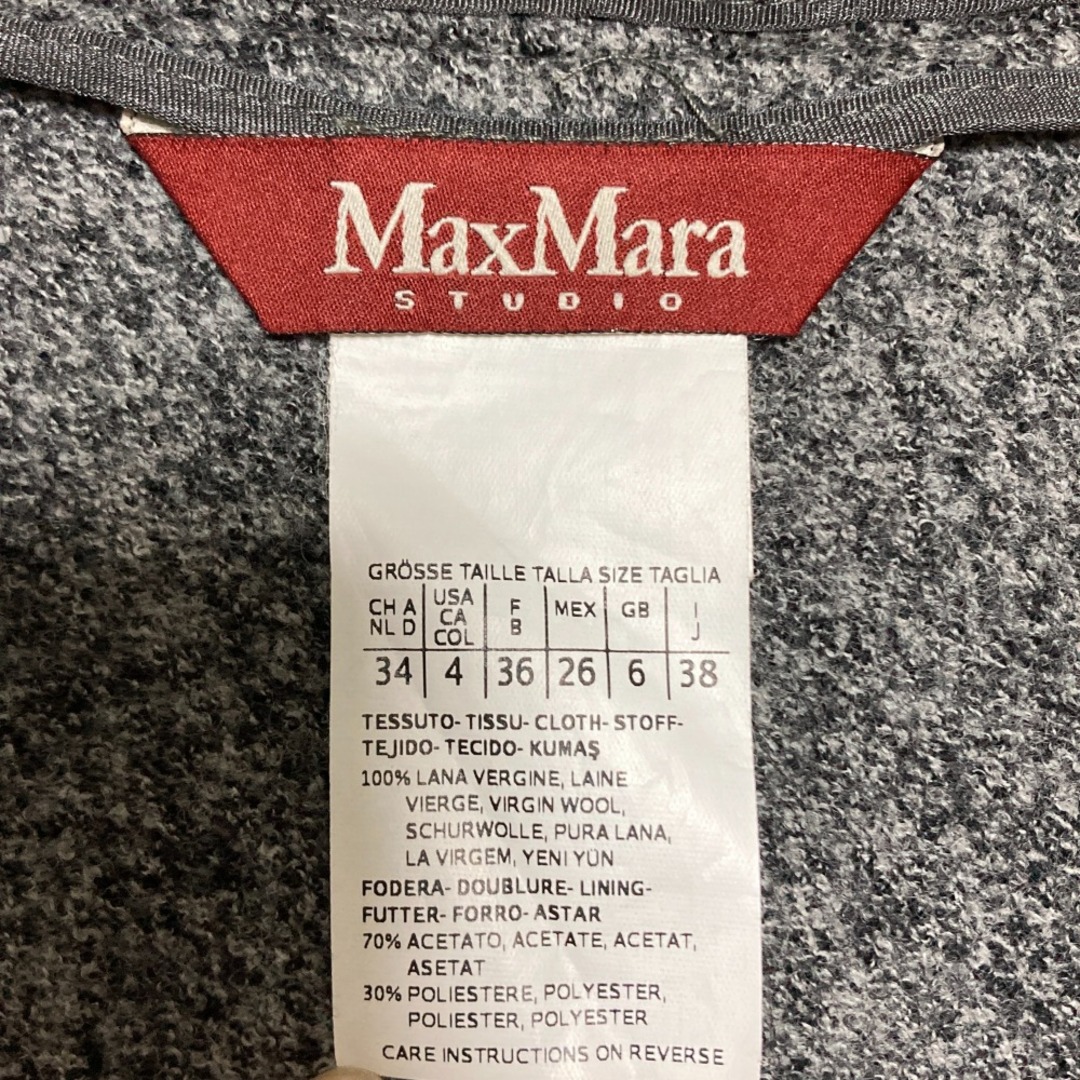 MaxMara
STUDIO
GRÖSSE TAILLE TALLA SIZE TAGLIA
CH A NL D USA CA COL F B MEX GB I J
34 4 36 26 6 38
TESSUTO-TISSU-CLOTH-STOFF-
TEJIDO-TECIDO-KUMAŞ
100% LANA VERGINE, LAINE
VIERGE, VIRGIN WOOL,
SCHURWOLLE, PURA LANA,
LA VIRGEM, YENI YÜN
FODERA-DOUBLURE-LINING-
FUTTER-FORRO-ASTAR
70% ACETATO, ACETATE, ACETAT,
ASETAT
30% POLIESTERE, POLYESTER,
POLIESTER, POLYESTER
CARE INSTRUCTIONS ON REVERSE